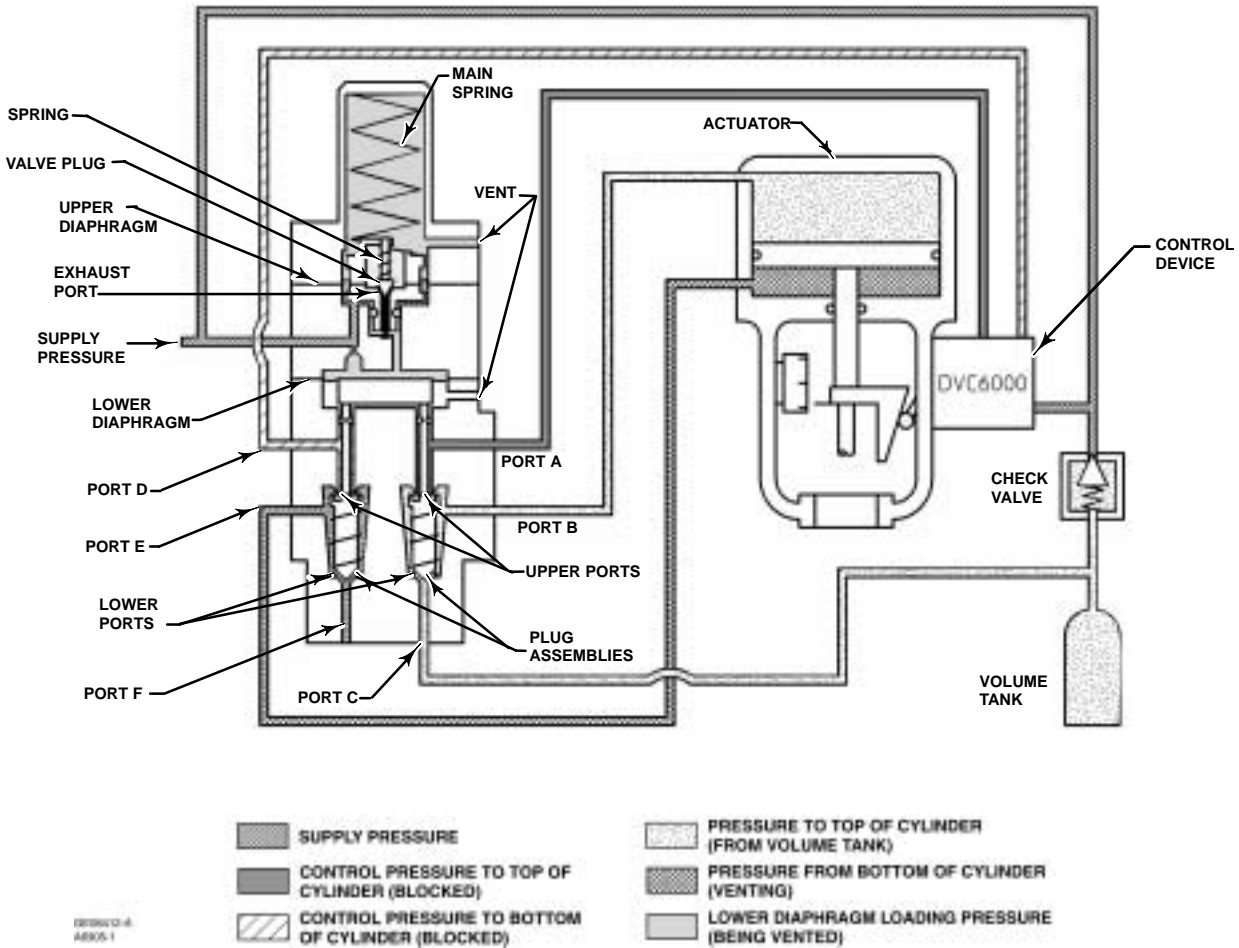 MAIN
SPRING
SPRING
ACTUATOR
VALVE PLUG
VENT
UPPER
DIAPHRAGM
CONTROL
DEVICE
EXHAUST
PORT
SUPPLY
PRESSURE
DVC6000
LOWER
DIAPHRAGM
PORT A
CHECK
VALVE
PORT D
PORT B
PORT E
UPPER PORTS
LOWER
PORTS
PLUG
ASSEMBLIES
PORT F
PORT C
VOLUME
TANK
SUPPLY PRESSURE
CONTROL PRESSURE TO TOP OF
CYLINDER (BLOCKED)
CONTROL PRESSURE TO BOTTOM
OF CYLINDER (BLOCKED)
PRESSURE TO TOP OF CYLINDER
(FROM VOLUME TANK)
PRESSURE FROM BOTTOM OF CYLINDER
(VENTING)
LOWER DIAPHRAGM LOADING PRESSURE
(BEING VENTED)